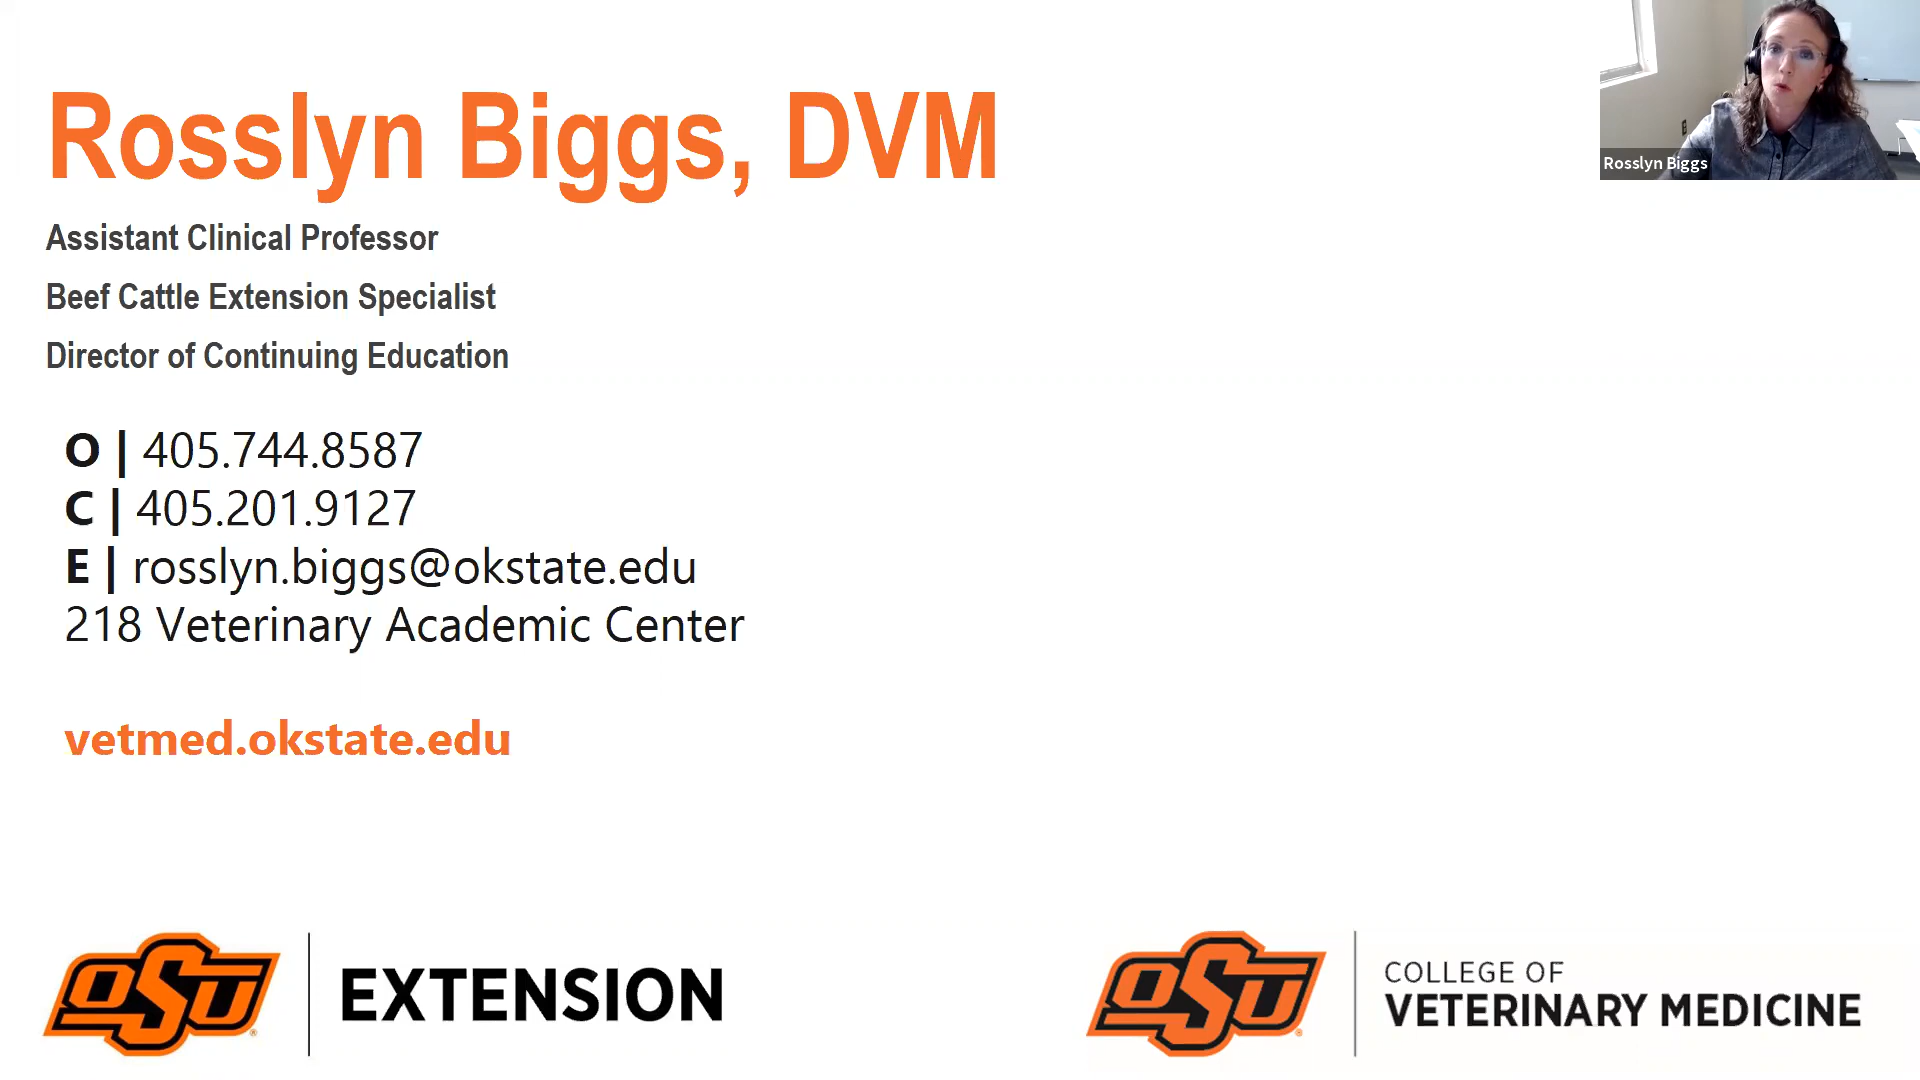 Rosslyn Biggs, DVM
Rosslyn Biggs
Assistant Clinical Professor
Beef Cattle Extension Specialist
Director of Continuing Education
O | 405.744.8587
C | 405.201.9127
E | rosslyn.biggs@okstate.edu
218 Veterinary Academic Center
vetmed.okstate.edu
OSU® EXTENSION
OSU® COLLEGE OF
VETERINARY MEDICINE